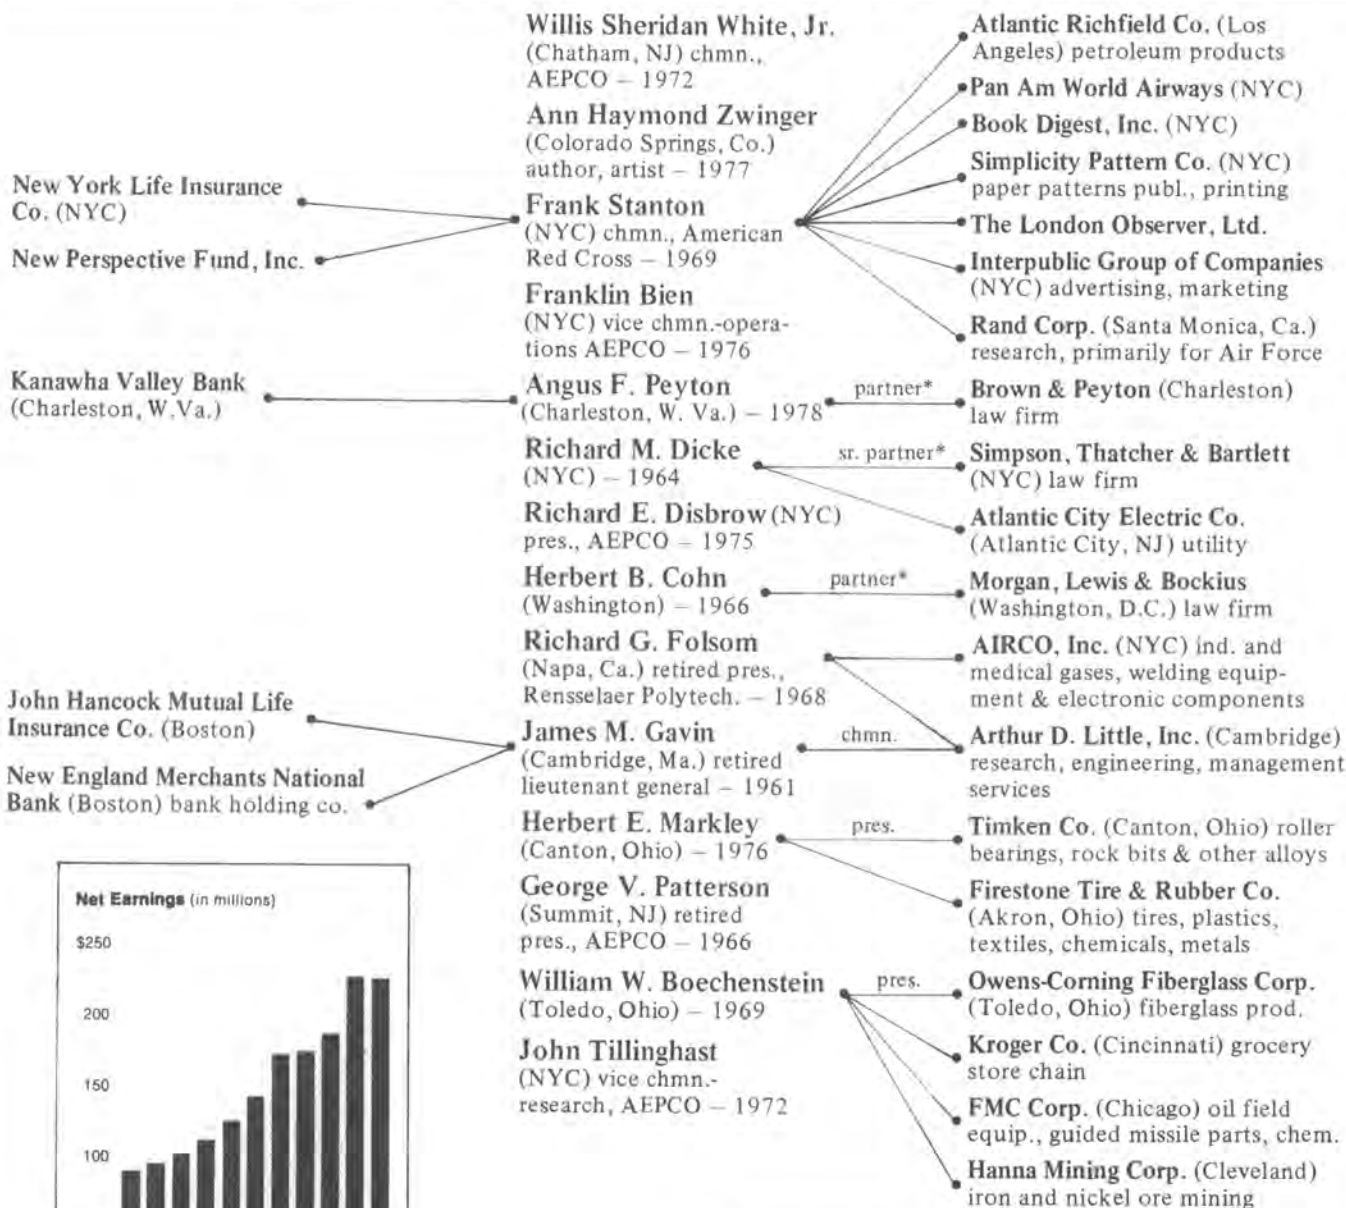 Willis Sheridan White, Jr.
(Chatham, NJ) chmn.,
AEPCO – 1972
Ann Haymond Zwinger
(Colorado Springs, Co.)
author, artist – 1977
Frank Stanton
(NYC) chmn., American
Red Cross – 1969
Franklin Bien
(NYC) vice chmn.-opera-
tions AEPCO – 1976
Angus F. Peyton
(Charleston, W. Va.) – 1978
Richard M. Dicke
(NYC) – 1964
Richard E. Disbrow (NYC)
pres., AEPCO – 1975
Herbert B. Cohn
(Washington) – 1966
Richard G. Folsom
(Napa, Ca.) retired pres.,
Rensselaer Polytech. – 1968
James M. Gavin
(Cambridge, Ma.) retired
lieutenant general – 1961
Herbert E. Markley
(Canton, Ohio) – 1976
George V. Patterson
(Summit, NJ) retired
pres., AEPCO – 1966
William W. Boechenstein
(Toledo, Ohio) – 1969
John Tillinghast
(NYC) vice chmn.-
research, AEPCO – 1972
New York Life Insurance
Co. (NYC)
New Perspective Fund, Inc.
Kanawha Valley Bank
(Charleston, W.Va.)
John Hancock Mutual Life
Insurance Co. (Boston)
New England Merchants National
Bank (Boston) bank holding co.
Atlantic Richfield Co. (Los
Angeles) petroleum products
Pan Am World Airways (NYC)
Book Digest, Inc. (NYC)
Simplicity Pattern Co. (NYC)
paper patterns publ., printing
The London Observer, Ltd.
Interpublic Group of Companies
(NYC) advertising, marketing
Rand Corp. (Santa Monica, Ca.)
research, primarily for Air Force
partner*
Brown & Peyton (Charleston)
law firm
sr. partner*
Simpson, Thatcher & Bartlett
(NYC) law firm
Atlantic City Electric Co.
(Atlantic City, NJ) utility
partner*
Morgan, Lewis & Bockius
(Washington, D.C.) law firm
AIRCO, Inc. (NYC) ind. and
medical gases, welding equip-
ment & electronic components
chmn.
Arthur D. Little, Inc. (Cambridge)
research, engineering, management
services
pres.
Timken Co. (Canton, Ohio) roller
bearings, rock bits & other alloys
Firestone Tire & Rubber Co.
(Akron, Ohio) tires, plastics,
textiles, chemicals, metals
pres.
Owens-Corning Fiberglass Corp.
(Toledo, Ohio) fiberglass prod.
Kroger Co. (Cincinnati) grocery
store chain
FMC Corp. (Chicago) oil field
equip., guided missile parts, chem.
Hanna Mining Corp. (Cleveland)
iron and nickel ore mining
Net Earnings (in millions)
$250
200
150
100